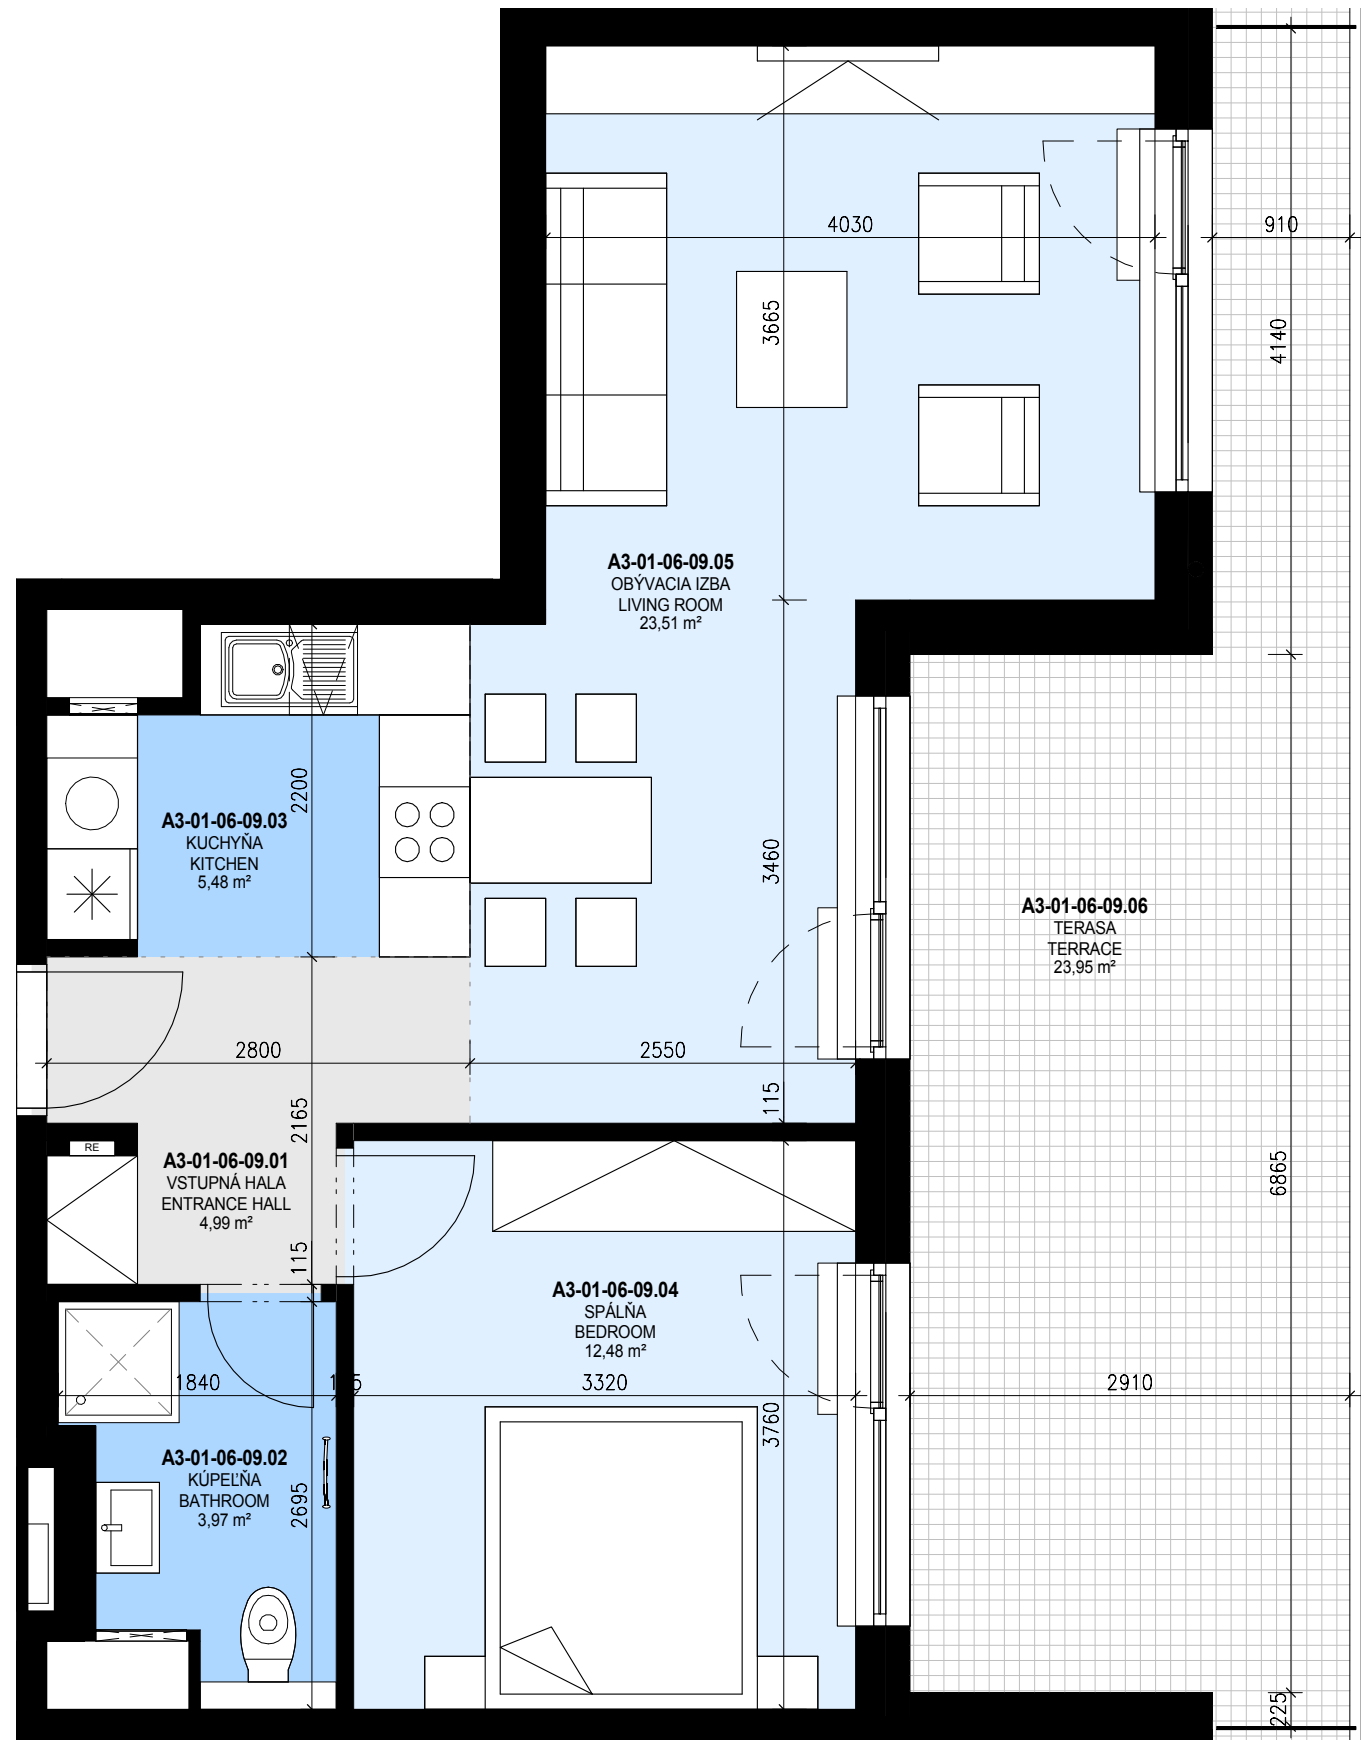 4030
910
3665
4140
A3-01-06-09.05
OBÝVACIA IZBA
LIVING ROOM
23,51 m²
2200
A3-01-06-09.03
KUCHYŇA
KITCHEN
5,48 m²
3460
A3-01-06-09.06
TERASA
TERRACE
23,95 m²
2800
2550
2165
115
RE
A3-01-06-09.01
VSTUPNÁ HALA
ENTRANCE HALL
4,99 m²
6865
115
A3-01-06-09.04
SPÁLŇA
BEDROOM
12,48 m²
1840
3320
2910
3760
A3-01-06-09.02
KÚPEĽŇA
BATHROOM
3,97 m²
2695
225